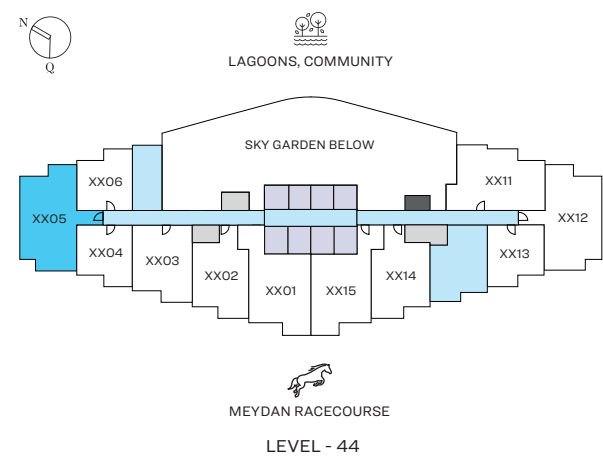 N
Q
LAGOONS, COMMUNITY
SKY GARDEN BELOW
XX06
XX11
XX05
XX12
XX04
XX03
XX02
XX01
XX15
XX14
XX13
MEYDAN RACECOURSE
LEVEL - 44